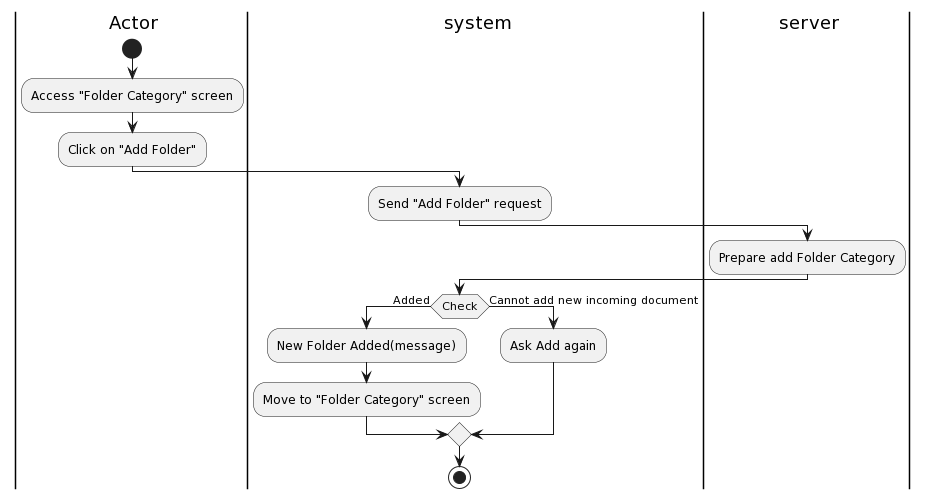 Actor
system
server
Access "Folder Category" screen
Click on "Add Folder"
Send "Add Folder" request
Prepare add Folder Category
Added
Check
Cannot add new incoming document
New Folder Added(message)
Ask Add again
Move to "Folder Category" screen